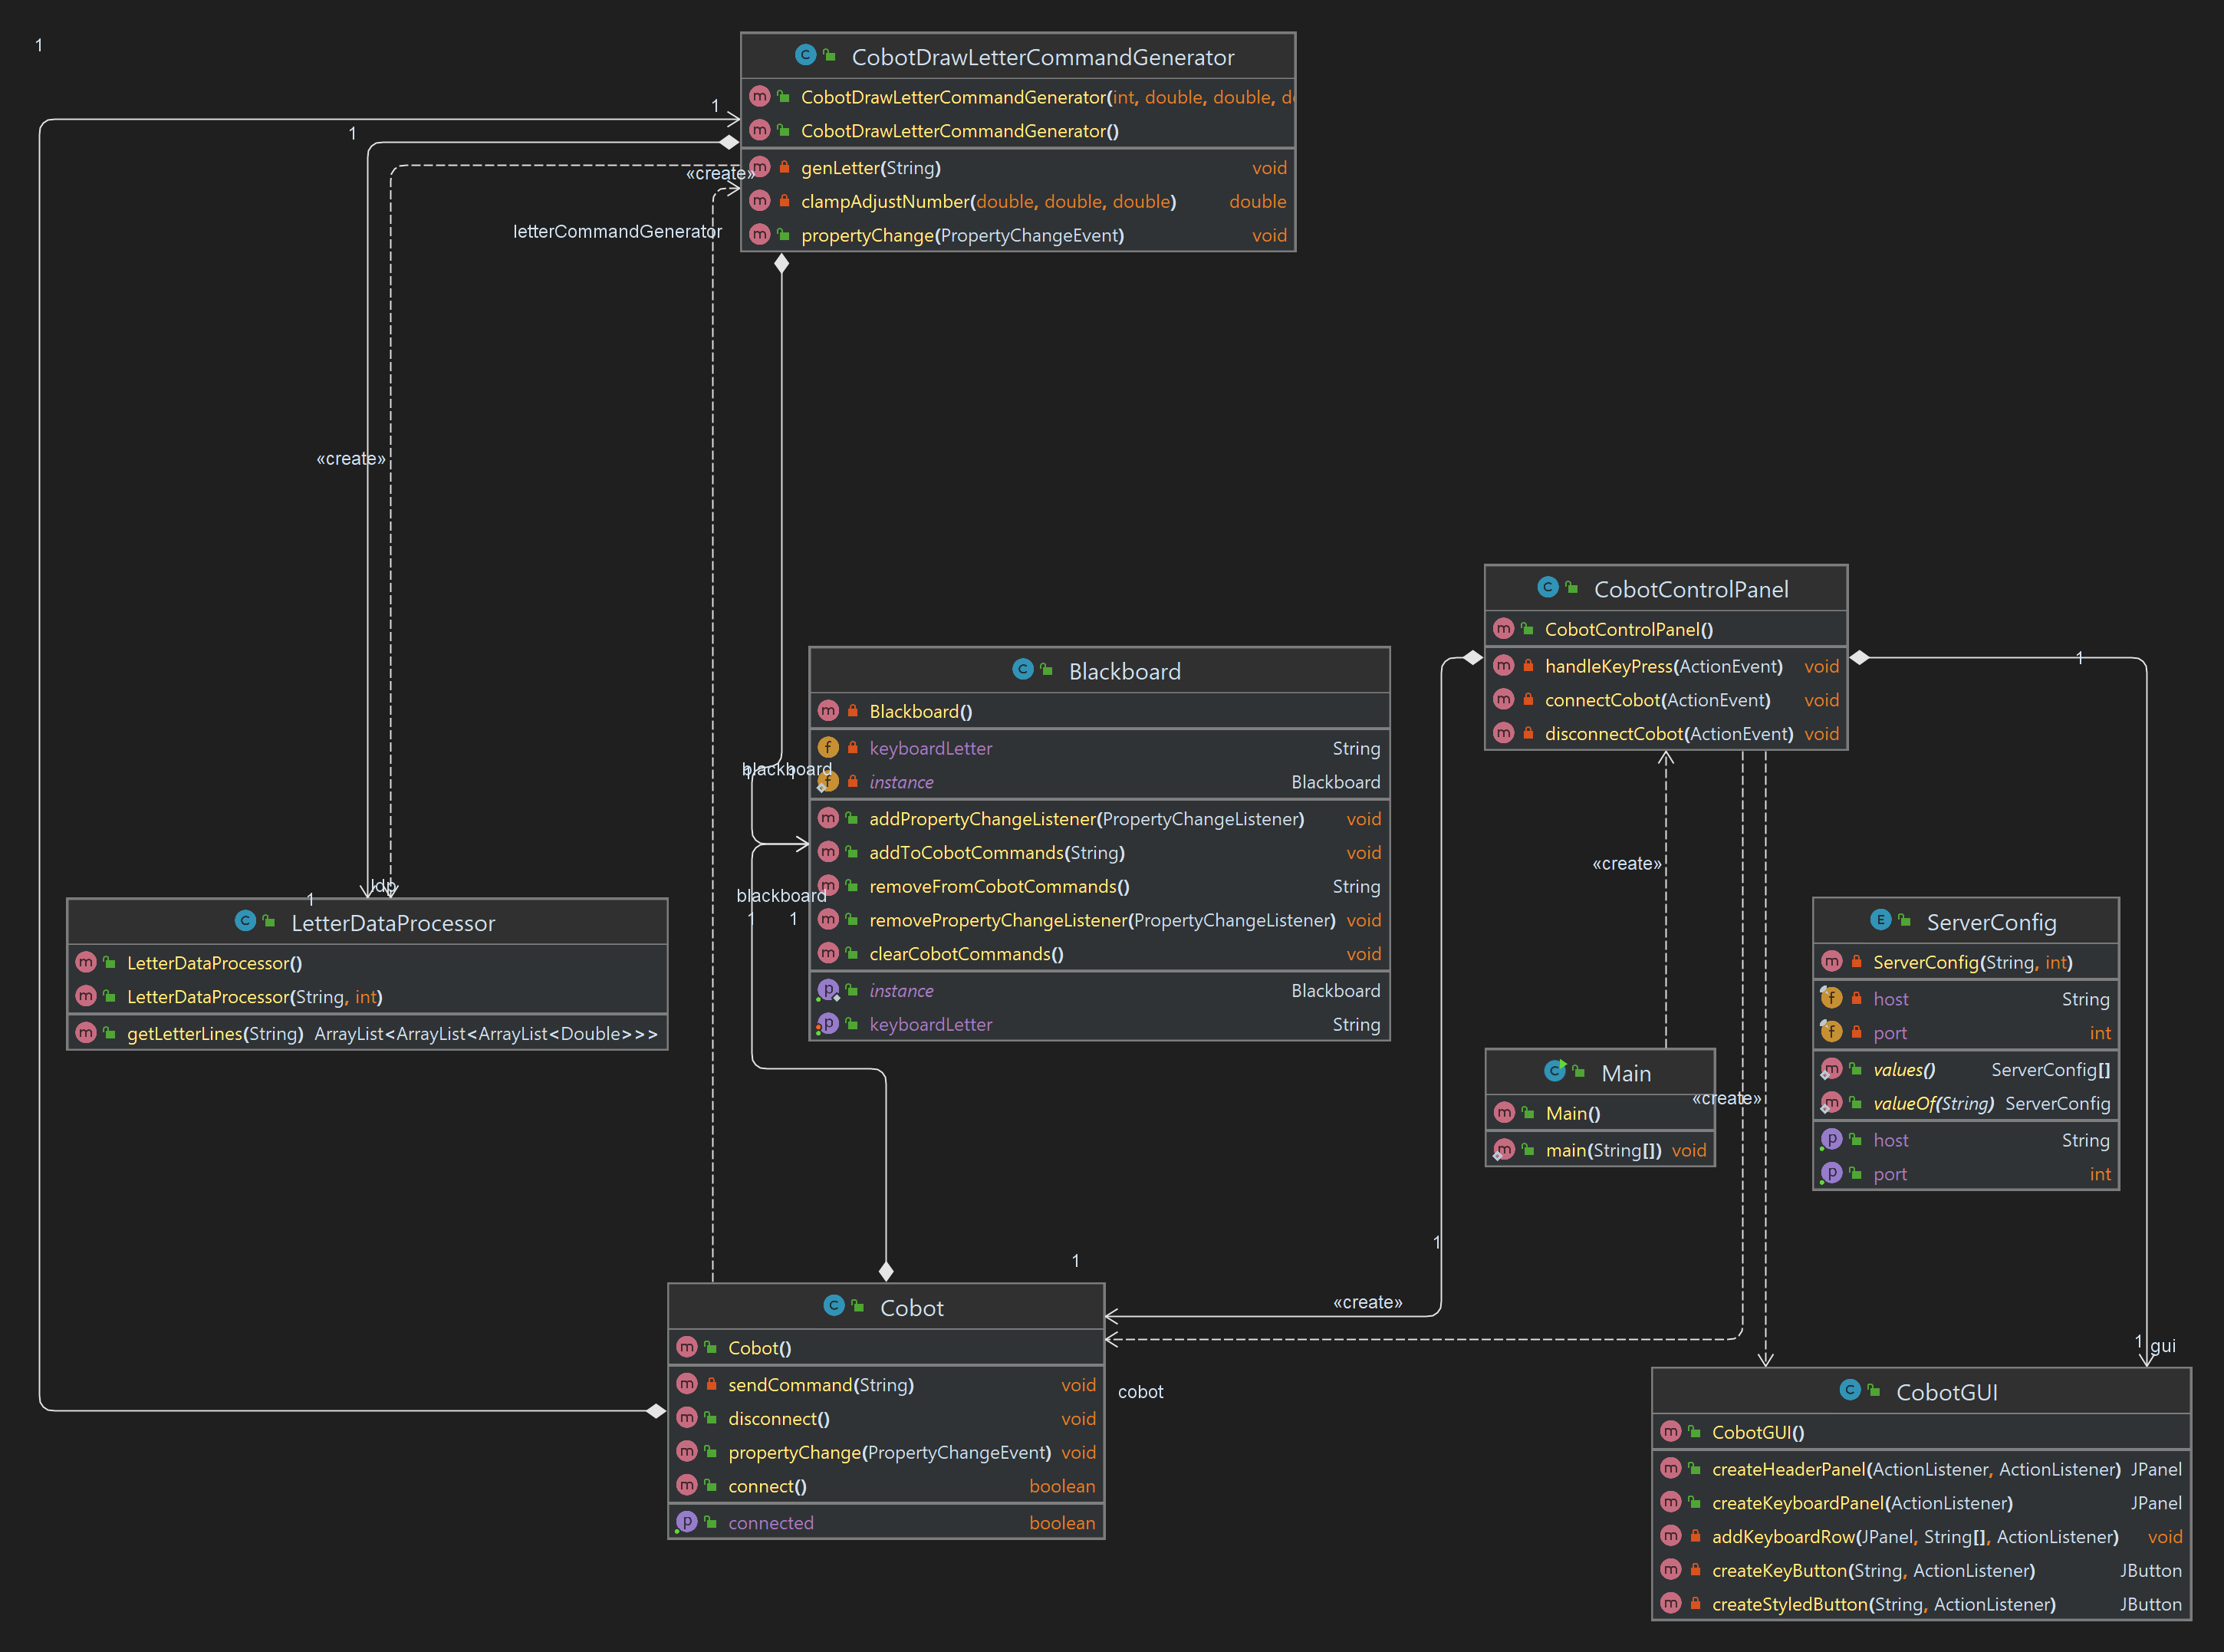 1
CobotDrawLetterCommandGenerator
CobotDrawLetterCommandGenerator(int, double, double, d
CobotDrawLetterCommandGenerator()
genLetter(String) void
clampAdjustNumber(double, double, double) double
propertyChange(PropertyChangeEvent) void
1
1
«create»
letterCommandGenerator
«create»
CobotControlPanel
CobotControlPanel()
handleKeyPress(ActionEvent) void
connectCobot(ActionEvent) void
disconnectCobot(ActionEvent) void
1
Blackboard
Blackboard()
keyboardLetter String
instance Blackboard
addPropertyChangeListener(PropertyChangeListener) void
addToCobotCommands(String) void
removeFromCobotCommands() String
removePropertyChangeListener(PropertyChangeListener) void
clearCobotCommands() void
instance Blackboard
keyboardLetter String
blackboard
1 1
blackboard
1 1
«create»
ldp
1
LetterDataProcessor
LetterDataProcessor()
LetterDataProcessor(String, int)
getLetterLines(String) ArrayList<ArrayList<ArrayList<Double>>>
ServerConfig
ServerConfig(String, int)
host String
port int
values() ServerConfig[]
valueOf(String) ServerConfig
host String
port int
Main
Main()
main(String[]) void
«create»
1
1
«create»
Cobot
Cobot()
sendCommand(String) void
disconnect() void
propertyChange(PropertyChangeEvent) void
connect() boolean
connected boolean
cobot
1 gui
CobotGUI
CobotGUI()
createHeaderPanel(ActionListener, ActionListener) JPanel
createKeyboardPanel(ActionListener) JPanel
addKeyboardRow(JPanel, String[], ActionListener) void
createKeyButton(String, ActionListener) JButton
createStyledButton(String, ActionListener) JButton